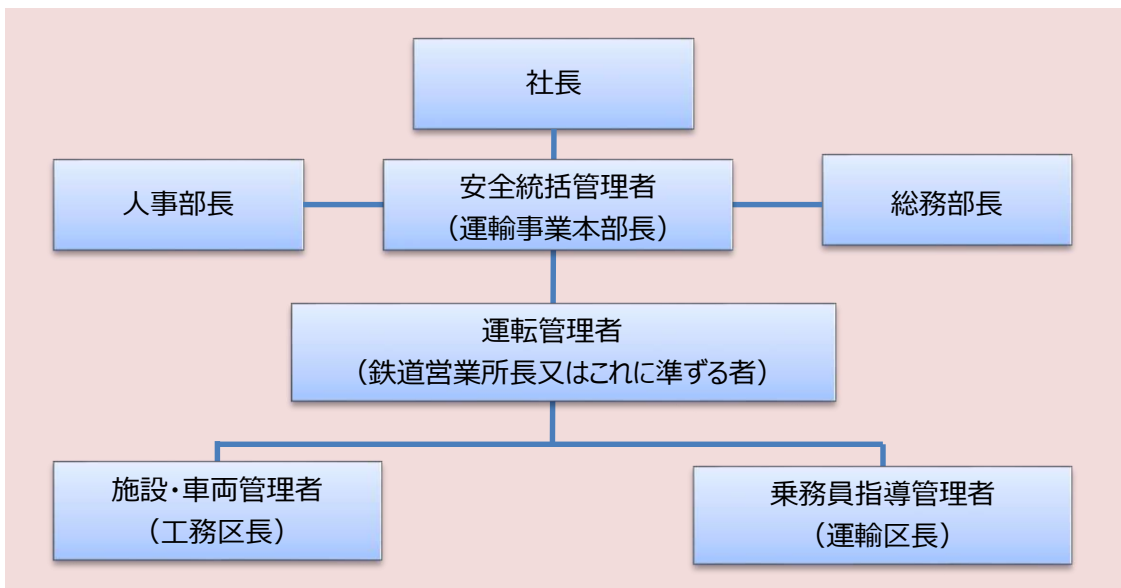 社長
人事部長
安全統括管理者
（運輸事業本部長）
総務部長
運転管理者
（鉄道営業所長又はこれに準ずる者）
施設・車両管理者
（工務区長）
乗務員指導管理者
（運輸区長）